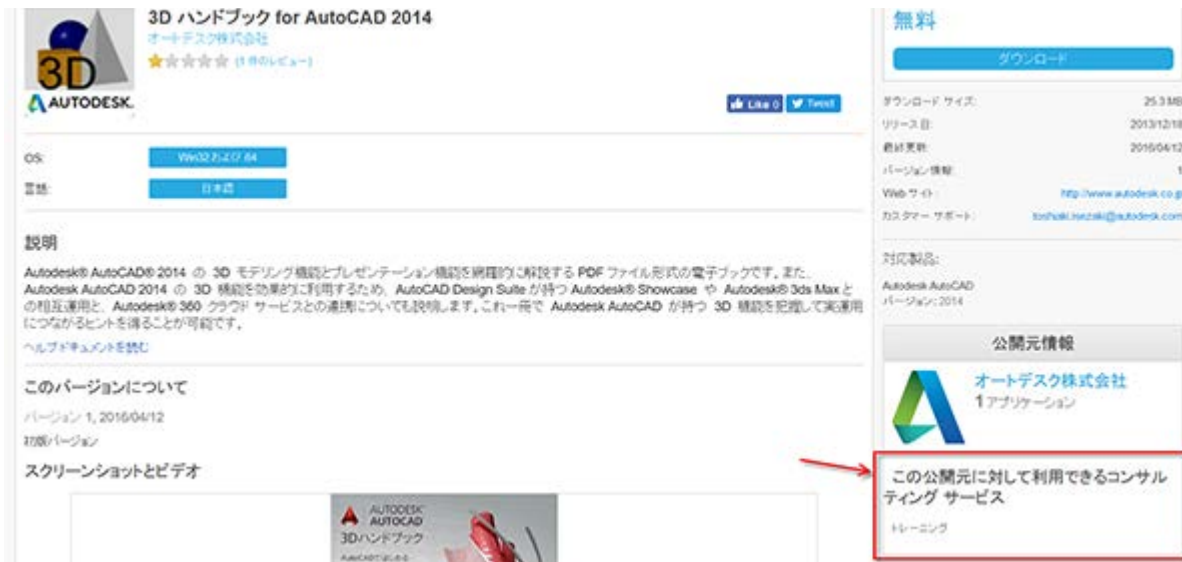 3D ハンドブック for AutoCAD 2014
オートデスク株式会社
(1 件のレビュー)
3D
AUTODESK.
Like 0 Tweet
OS: Win32 および 64
言語: 日本語
説明
Autodesk® AutoCAD® 2014 の 3D モデリング機能とプレゼンテーション機能を網羅的に解説する PDF ファイル形式の電子ブックです。また、
Autodesk AutoCAD 2014 の 3D 機能を効果的に利用するため、AutoCAD Design Suite が持つ Autodesk® Showcase や Autodesk® 3ds Max と
の相互運用と、Autodesk® 360 クラウド サービスとの連携についても説明します。これ一冊で Autodesk AutoCAD が持つ 3D 機能を把握して実運用
につながるヒントを得ることが可能です。
ヘルプドキュメントを読む
このバージョンについて
バージョン 1, 2016/04/12
初版バージョン
スクリーンショットとビデオ
AUTODESK®
AUTOCAD
3Dハンドブック
AutoCADではじめる
無料
ダウンロード
ダウンロード サイズ: 25.3 MB
リリース日: 2013/12/18
最終更新: 2016/04/12
バージョン情報: 1
Web サイト: http://www.autodesk.co.jp
カスタマー サポート: @autodesk.com
対応製品:
Autodesk AutoCAD
バージョン: 2014
公開元情報
オートデスク株式会社
1 アプリケーション
この公開元に対して利用できるコンサル
ティング サービス
トレーニング